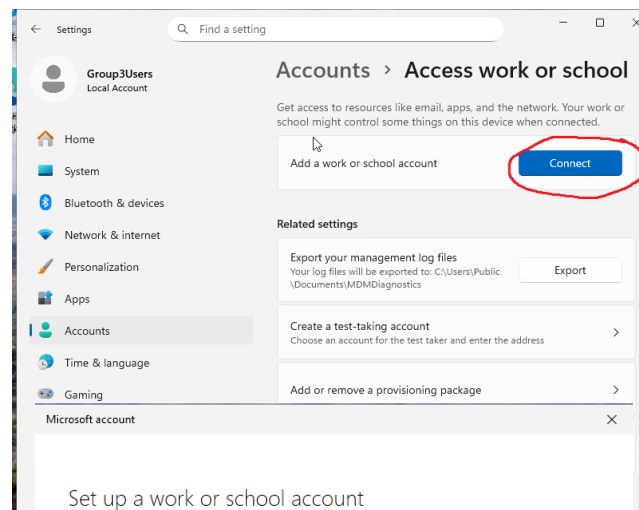 Settings
Find a setting
Group3Users
Local Account
Home
System
Bluetooth & devices
Network & internet
Personalization
Apps
Accounts
Time & language
Gaming
Accounts > Access work or school
Get access to resources like email, apps, and the network. Your work or
school might control some things on this device when connected.
Add a work or school account
Connect
Related settings
Export your management log files
Your log files will be exported to: C:\Users\Public
\Documents\MDMDiagnostics
Export
Create a test-taking account
Choose an account for the test taker and enter the address
Add or remove a provisioning package
Microsoft account
Set up a work or school account